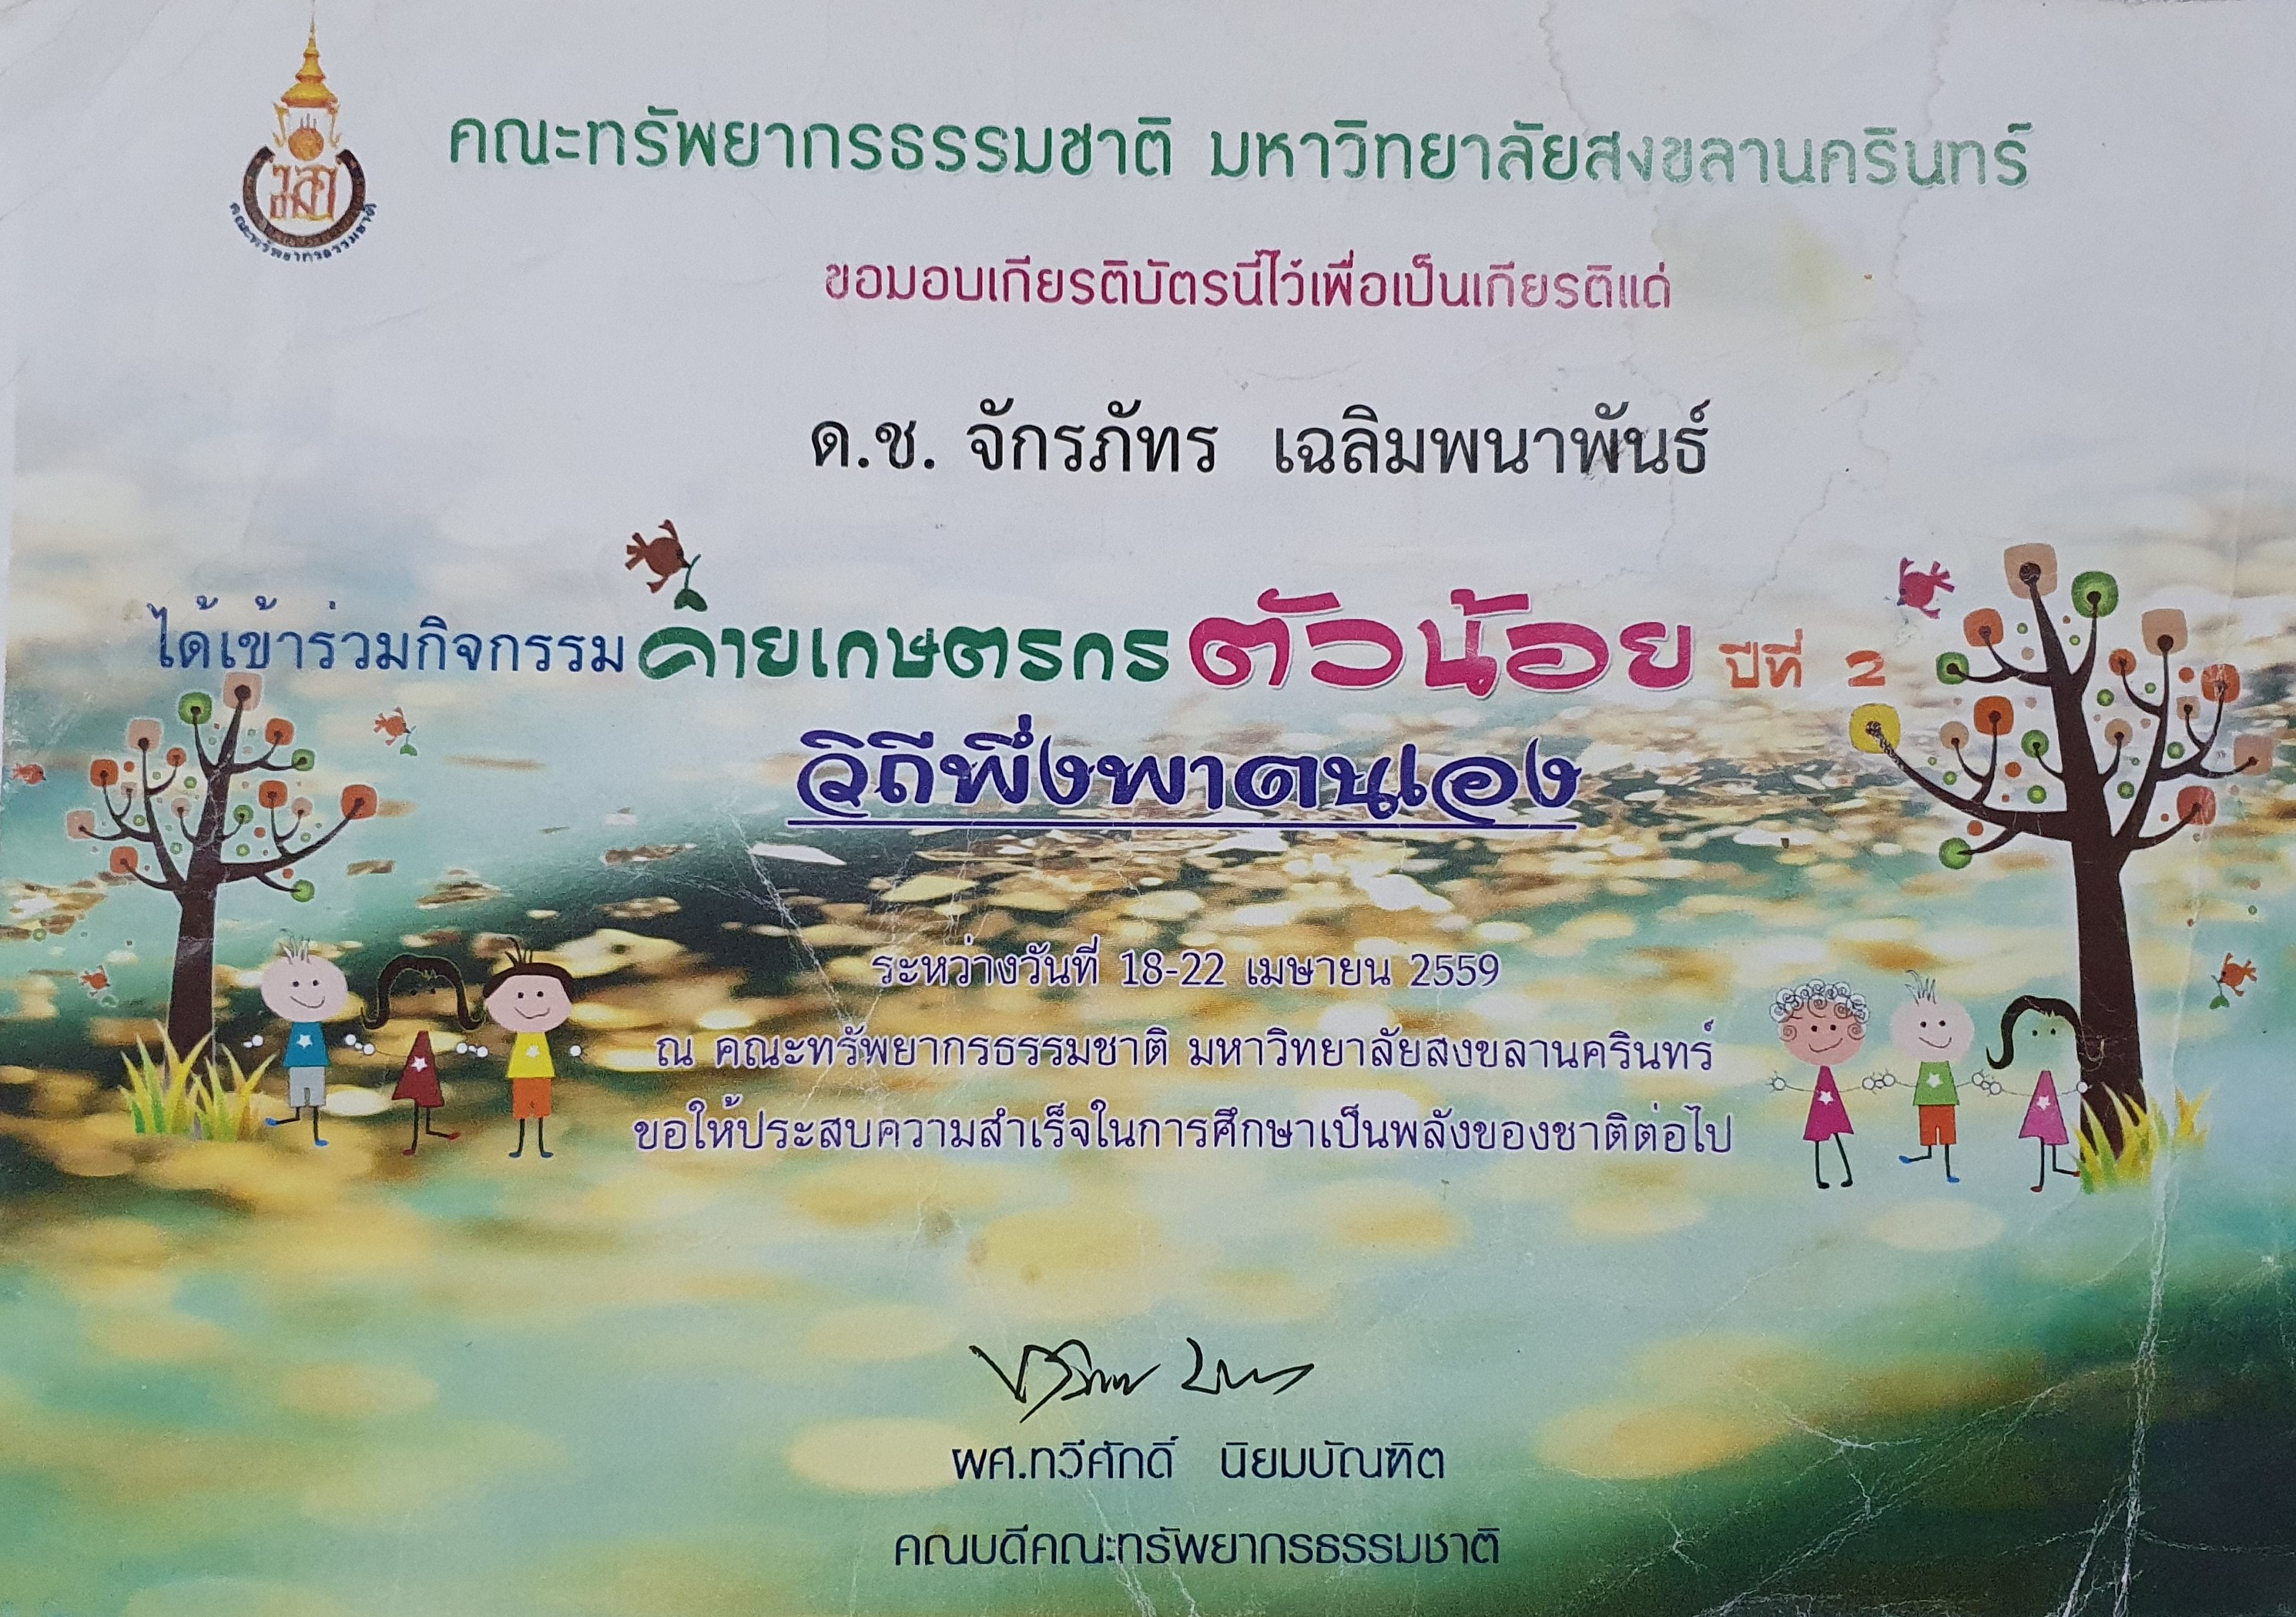 คณะทรัพยากรธรรมชาติ มหาวิทยาลัยสงขลานครินทร์
คณะทรัพยากรธรรมชาติ
ขอมอบเกียรติบัตรนี้ไว้เพื่อเป็นเกียรติแด่
ด.ช. จักรภัทร เฉลิมพนาพันธ์
ได้เข้าร่วมกิจกรรม ค่ายเกษตรกร ตัวน้อย ปีที่ 2
วิถีพึ่งพาตนเอง
ระหว่างวันที่ 18-22 เมษายน 2559
ณ คณะทรัพยากรธรรมชาติ มหาวิทยาลัยสงขลานครินทร์
ขอให้ประสบความสำเร็จในการศึกษาเป็นพลังของชาติต่อไป
ผศ.ทวีศักดิ์ นิยมบัณฑิต
คณบดีคณะทรัพยากรธรรมชาติ